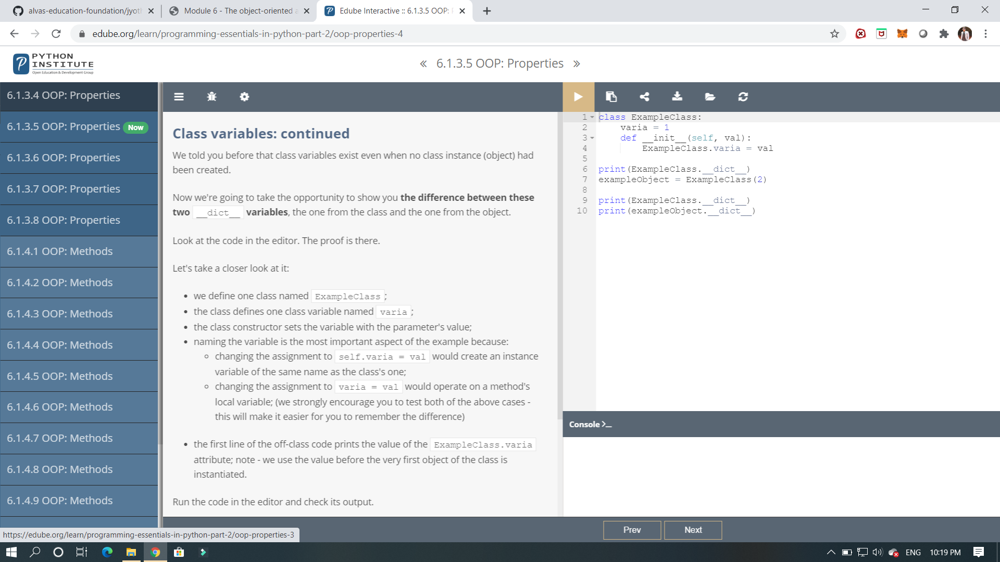 alvas-education-foundation/jyot
Module 6 - The object-oriented a
Edube Interactive :: 6.1.3.5 OOP:
edube.org/learn/programming-essentials-in-python-part-2/oop-properties-4
PYTHON
INSTITUTE
Open Education & Development Group
« 6.1.3.5 OOP: Properties »
6.1.3.4 OOP: Properties
6.1.3.5 OOP: Properties Now
6.1.3.6 OOP: Properties
6.1.3.7 OOP: Properties
6.1.3.8 OOP: Properties
6.1.4.1 OOP: Methods
6.1.4.2 OOP: Methods
6.1.4.3 OOP: Methods
6.1.4.4 OOP: Methods
6.1.4.5 OOP: Methods
6.1.4.6 OOP: Methods
6.1.4.7 OOP: Methods
6.1.4.8 OOP: Methods
6.1.4.9 OOP: Methods
Class variables: continued
We told you before that class variables exist even when no class instance (object) had
been created.
Now we're going to take the opportunity to show you the difference between these
two __dict__ variables, the one from the class and the one from the object.
Look at the code in the editor. The proof is there.
Let's take a closer look at it:
• we define one class named ExampleClass ;
• the class defines one class variable named varia ;
• the class constructor sets the variable with the parameter's value;
• naming the variable is the most important aspect of the example because:
◦ changing the assignment to self.varia = val would create an instance
variable of the same name as the class's one;
◦ changing the assignment to varia = val would operate on a method's
local variable; (we strongly encourage you to test both of the above cases -
this will make it easier for you to remember the difference)
• the first line of the off-class code prints the value of the ExampleClass.varia
attribute; note - we use the value before the very first object of the class is
instantiated.
Run the code in the editor and check its output.
1 class ExampleClass:
2     varia = 1
3     def __init__(self, val):
4         ExampleClass.varia = val
5
6 print(ExampleClass.__dict__)
7 exampleObject = ExampleClass(2)
8
9 print(ExampleClass.__dict__)
10 print(exampleObject.__dict__)
Console >_
Prev
Next
https://edube.org/learn/programming-essentials-in-python-part-2/oop-properties-3
ENG
10:19 PM